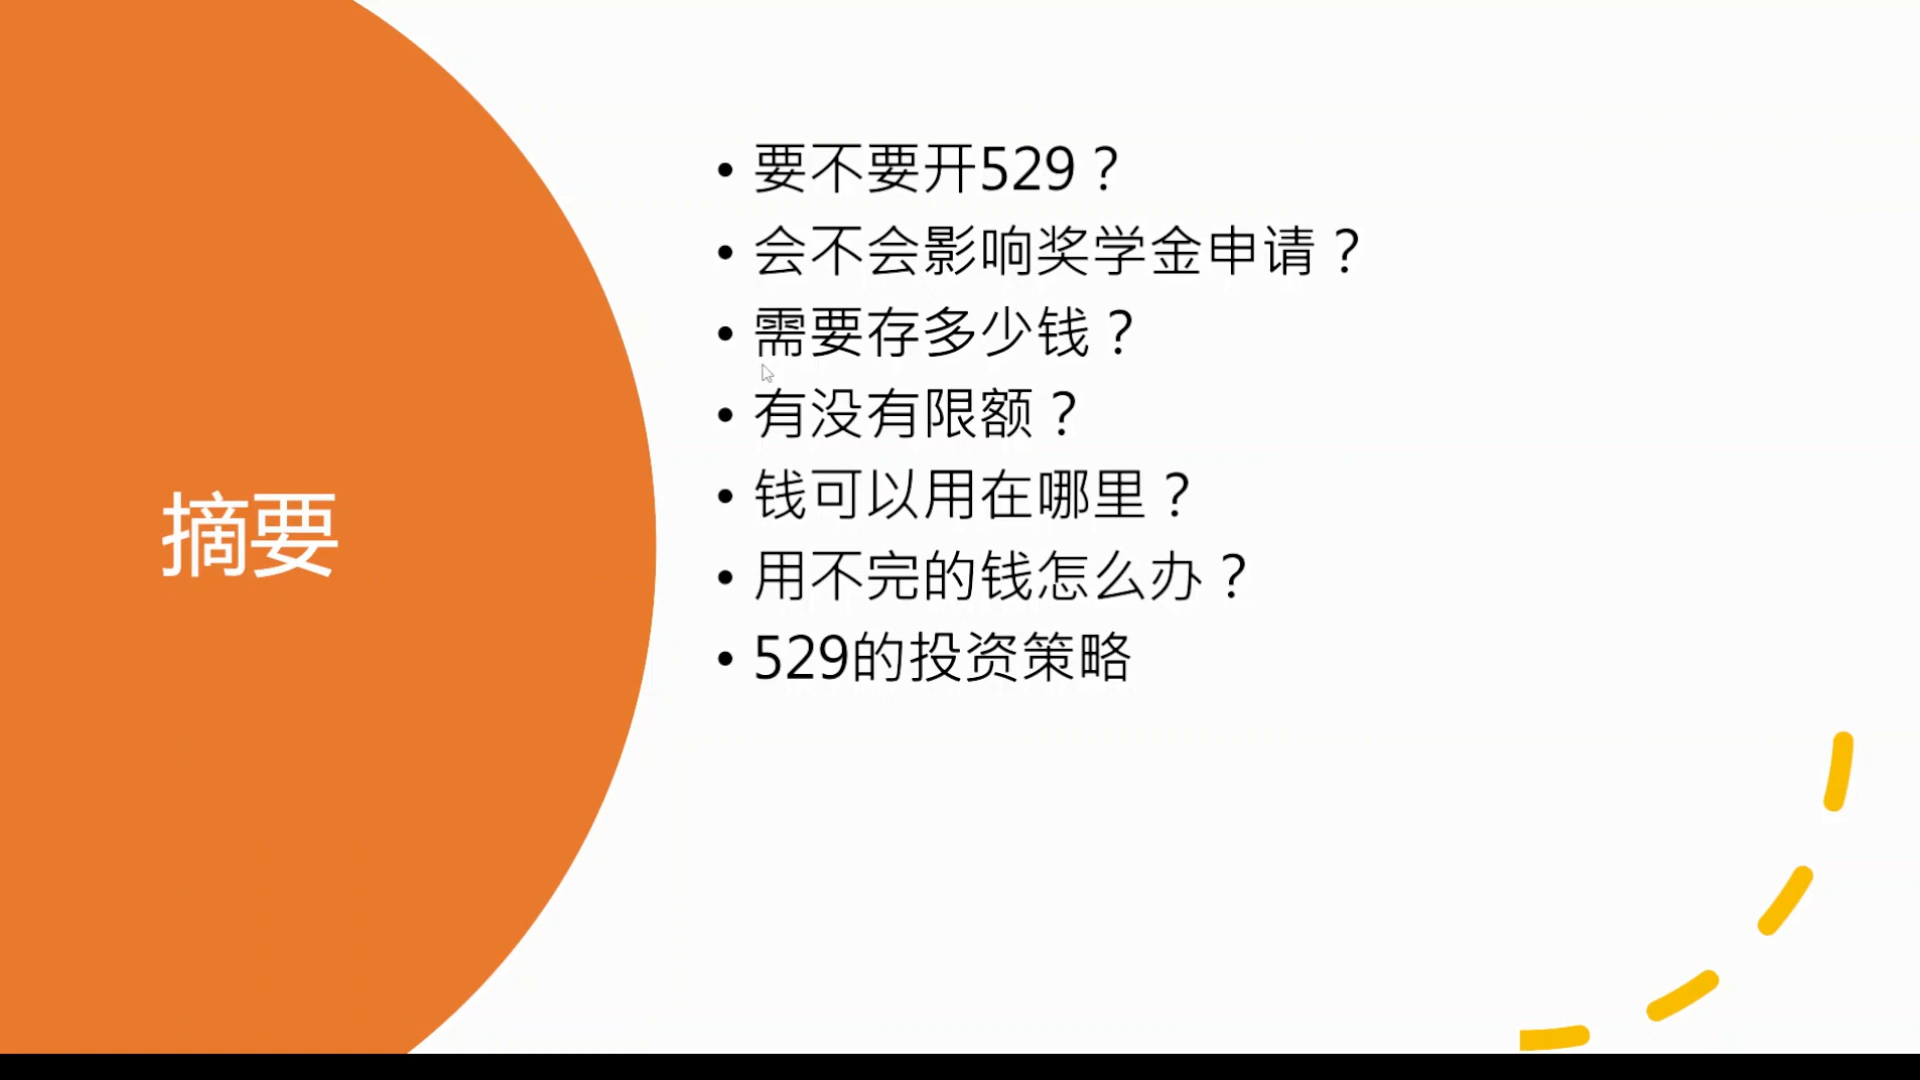 摘要
• 要不要开529？
• 会不会影响奖学金申请？
• 需要存多少钱？
• 有没有限额？
• 钱可以用在哪里？
• 用不完的钱怎么办？
• 529的投资策略